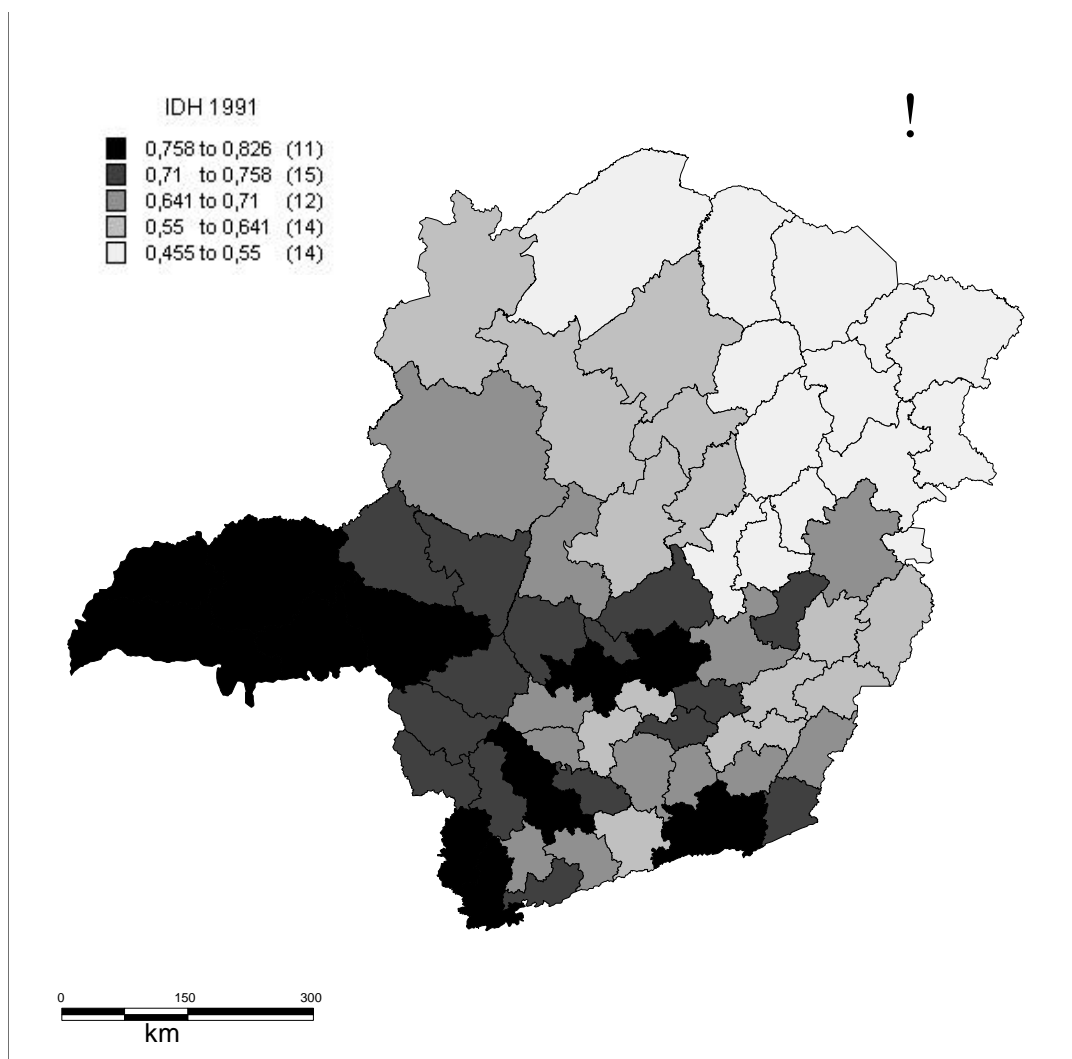 IDH 1991
!
0,758 to 0,826 (11)
0,71 to 0,758 (15)
0,641 to 0,71 (12)
0,55 to 0,641 (14)
0,455 to 0,55 (14)
0 150 300
km